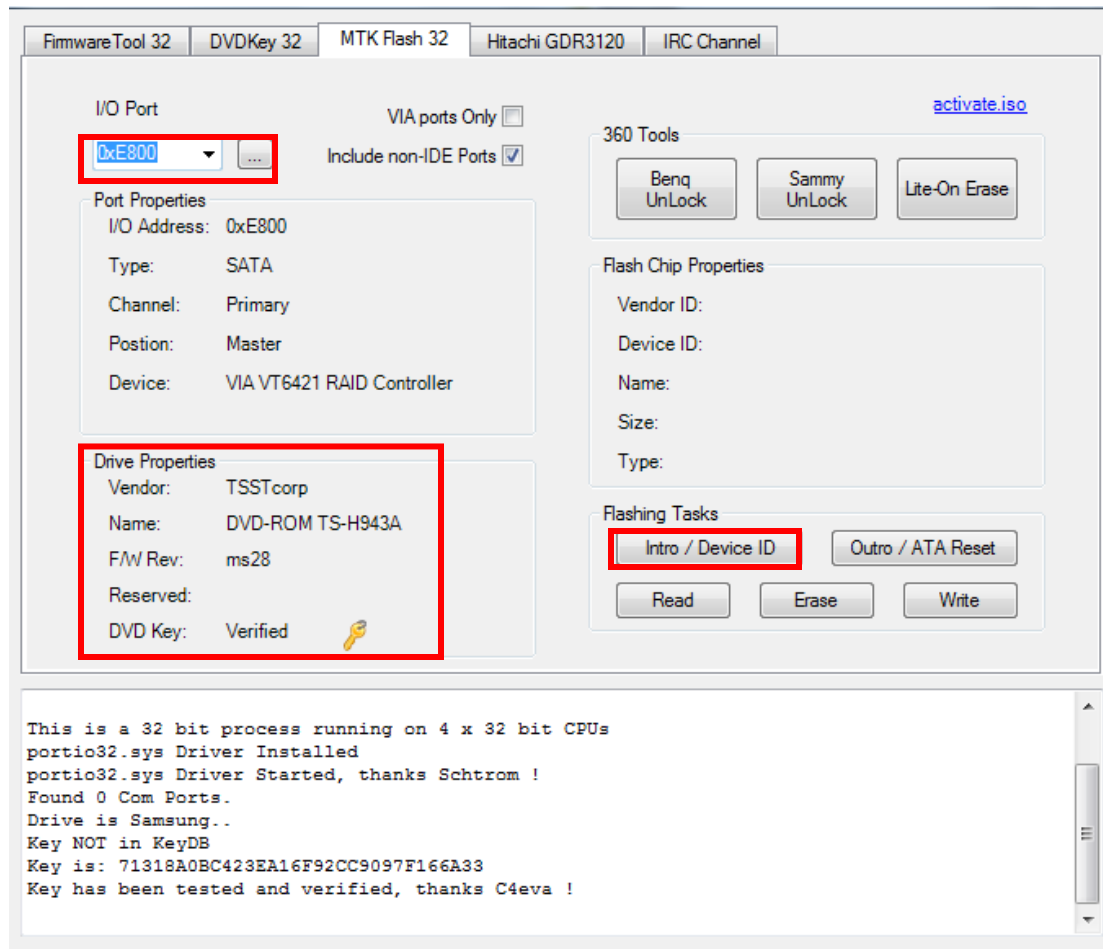 FirmwareTool 32 DVDKey 32 MTK Flash 32 Hitachi GDR3120 IRC Channel
I/O Port
VIA ports Only
activate.iso
0xE800 ...
Include non-IDE Ports
Port Properties
I/O Address: 0xE800
Type: SATA
Channel: Primary
Postion: Master
Device: VIA VT6421 RAID Controller
Drive Properties
Vendor: TSSTcorp
Name: DVD-ROM TS-H943A
F/W Rev: ms28
Reserved:
DVD Key: Verified
360 Tools
Benq
UnLock
Sammy
UnLock
Lite-On Erase
Flash Chip Properties
Vendor ID:
Device ID:
Name:
Size:
Type:
Flashing Tasks
Intro / Device ID Outro / ATA Reset
Read Erase Write
This is a 32 bit process running on 4 x 32 bit CPUs
portio32.sys Driver Installed
portio32.sys Driver Started, thanks Schtrom !
Found 0 Com Ports.
Drive is Samsung..
Key NOT in KeyDB
Key is: 71318A0BC423EA16F92CC9097F166A33
Key has been tested and verified, thanks C4eva !